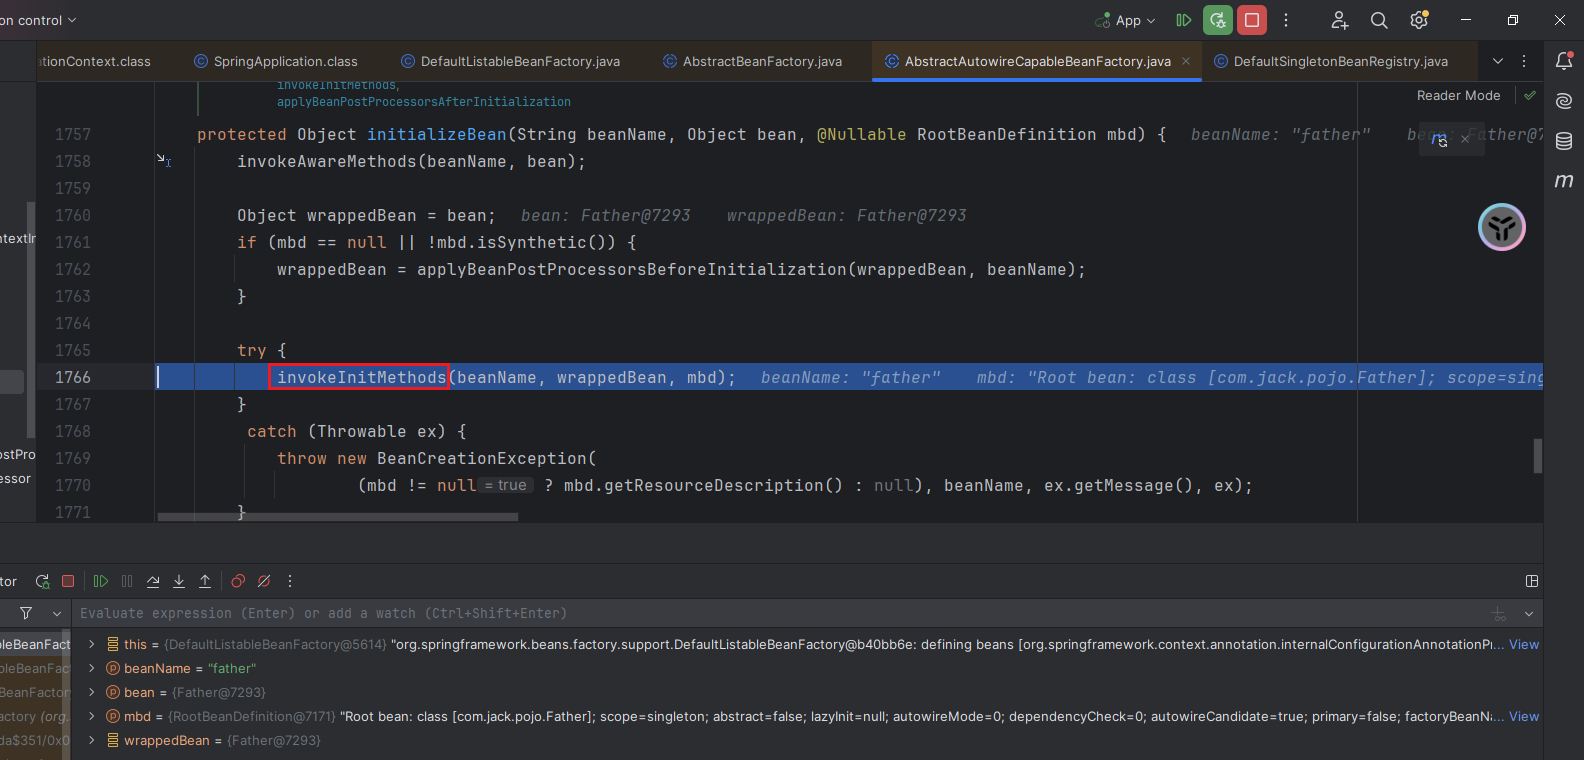 on control
App
ationContext.class
SpringApplication.class
DefaultListableBeanFactory.java
AbstractBeanFactory.java
AbstractAutowireCapableBeanFactory.java
DefaultSingletonBeanRegistry.java
invokeInitMethods,
applyBeanPostProcessorsAfterInitialization
Reader Mode
1757 protected Object initializeBean(String beanName, Object bean, @Nullable RootBeanDefinition mbd) { beanName: "father" bean: Father@7
1758 invokeAwareMethods(beanName, bean);
1759
1760 Object wrappedBean = bean; bean: Father@7293 wrappedBean: Father@7293
1761 if (mbd == null || !mbd.isSynthetic()) {
1762 wrappedBean = applyBeanPostProcessorsBeforeInitialization(wrappedBean, beanName);
1763 }
1764
1765 try {
1766 invokeInitMethods(beanName, wrappedBean, mbd); beanName: "father" mbd: "Root bean: class [com.jack.pojo.Father]; scope=sing
1767 }
1768 catch (Throwable ex) {
1769 throw new BeanCreationException(
1770 (mbd != null = true ? mbd.getResourceDescription() : null), beanName, ex.getMessage(), ex);
1771 }
ntextIn
ostPro
essor
m
tor
Evaluate expression (Enter) or add a watch (Ctrl+Shift+Enter)
bleBeanFact
this = {DefaultListableBeanFactory@5614} "org.springframework.beans.factory.support.DefaultListableBeanFactory@b40bb6e: defining beans [org.springframework.context.annotation.internalConfigurationAnnotationPr... View
bleBeanFac
beanName = "father"
BeanFactory
bean = {Father@7293}
actory (org.
mbd = {RootBeanDefinition@7171} "Root bean: class [com.jack.pojo.Father]; scope=singleton; abstract=false; lazyInit=null; autowireMode=0; dependencyCheck=0; autowireCandidate=true; primary=false; factoryBeanNa... View
da$351/0x0
wrappedBean = {Father@7293}